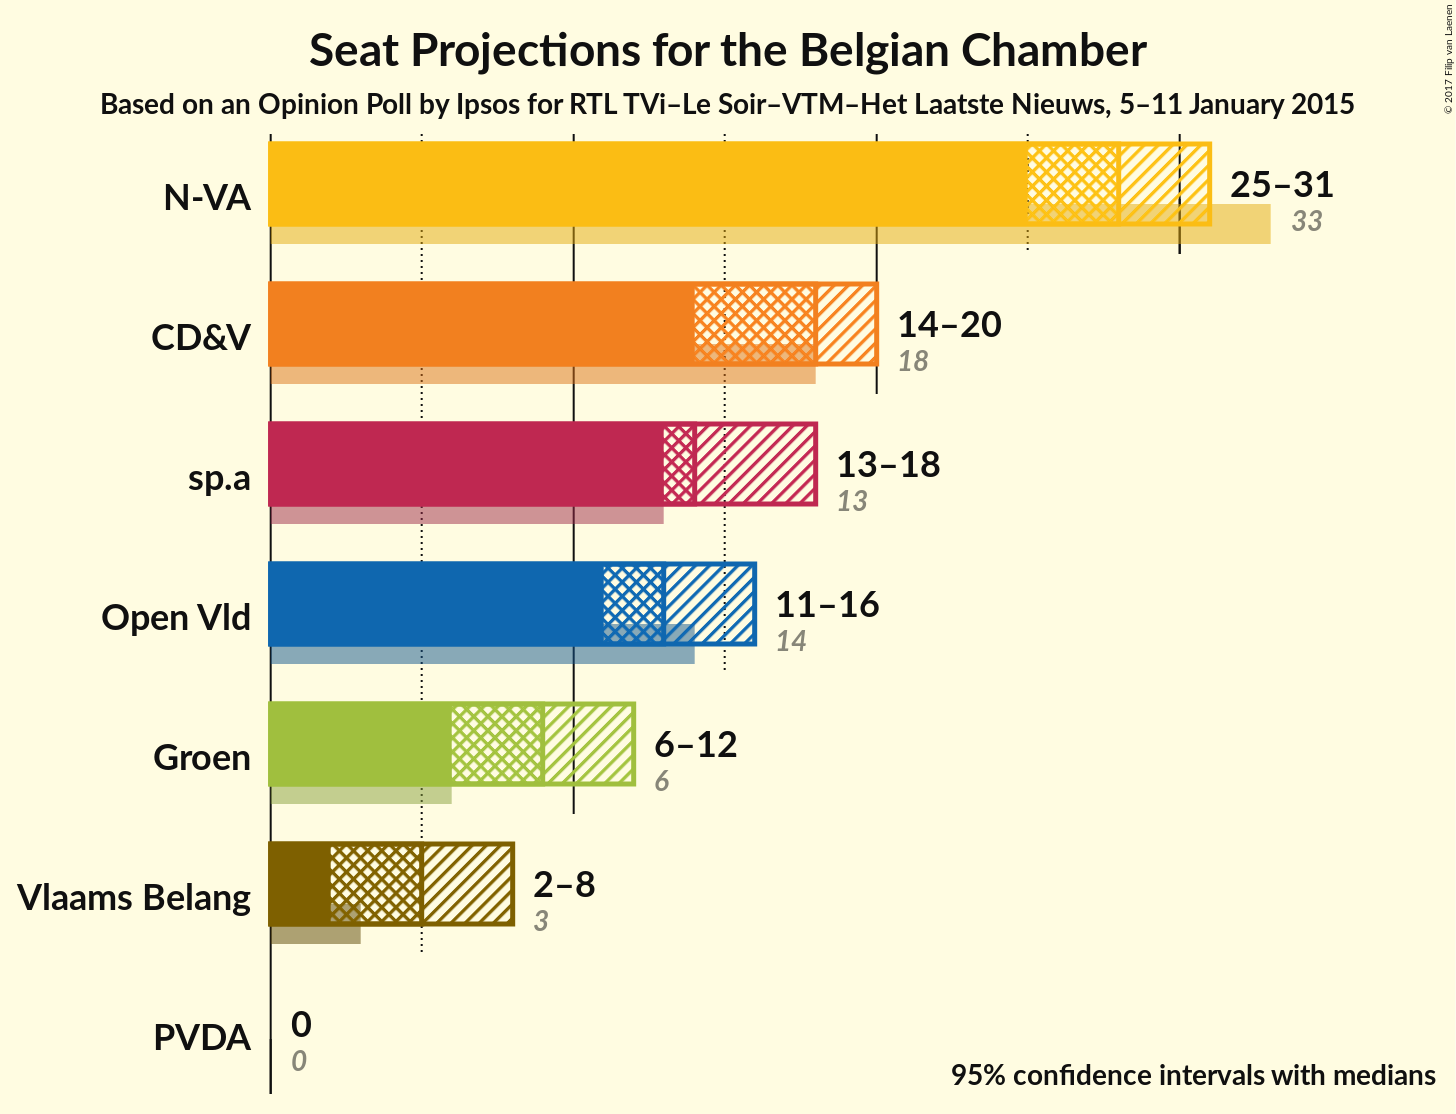 Seat Projections for the Belgian Chamber
Based on an Opinion Poll by Ipsos for RTL TVi–Le Soir–VTM–Het Laatste Nieuws, 5–11 January 2015
© 2017 Filip van Laenen
N-VA
25–31
33
CD&V
14–20
18
sp.a
13–18
13
Open Vld
11–16
14
Groen
6–12
6
Vlaams Belang
2–8
3
PVDA
0
0
95% confidence intervals with medians